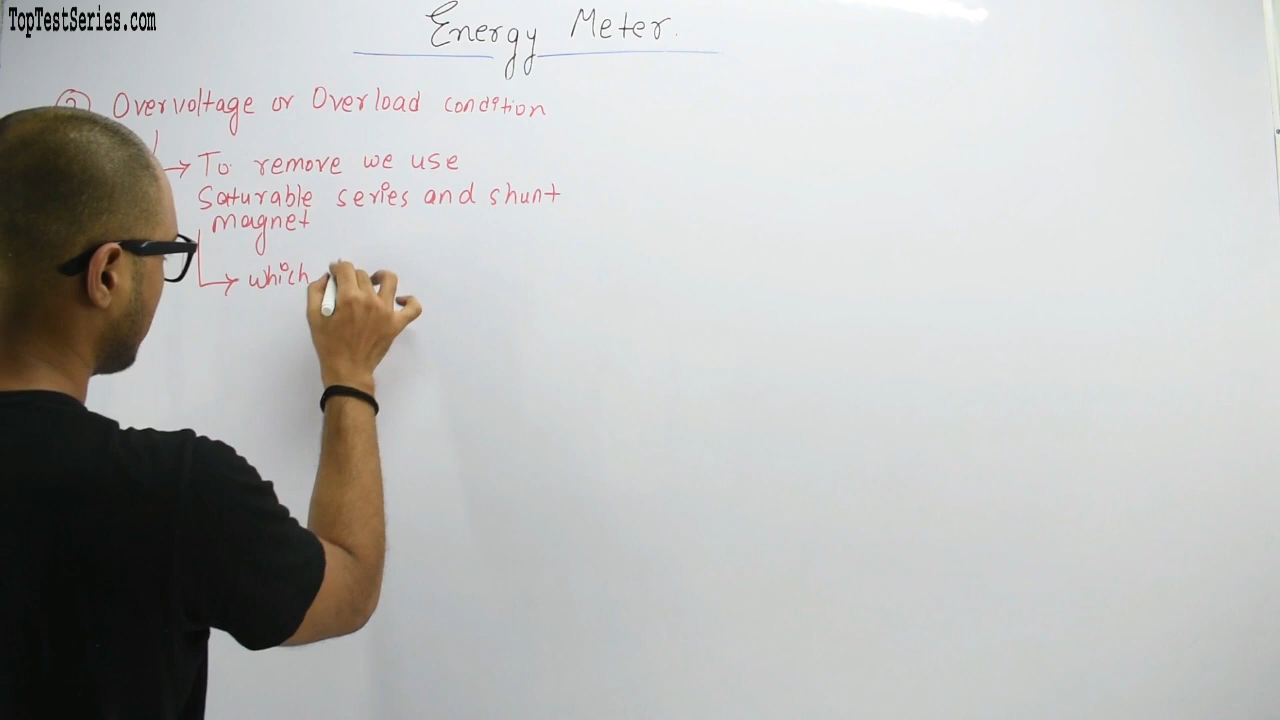 TopTestSeries.com
Energy Meter.
Overvoltage or Overload condition
→ To remove we use
Saturable series and shunt
magnet
→ which